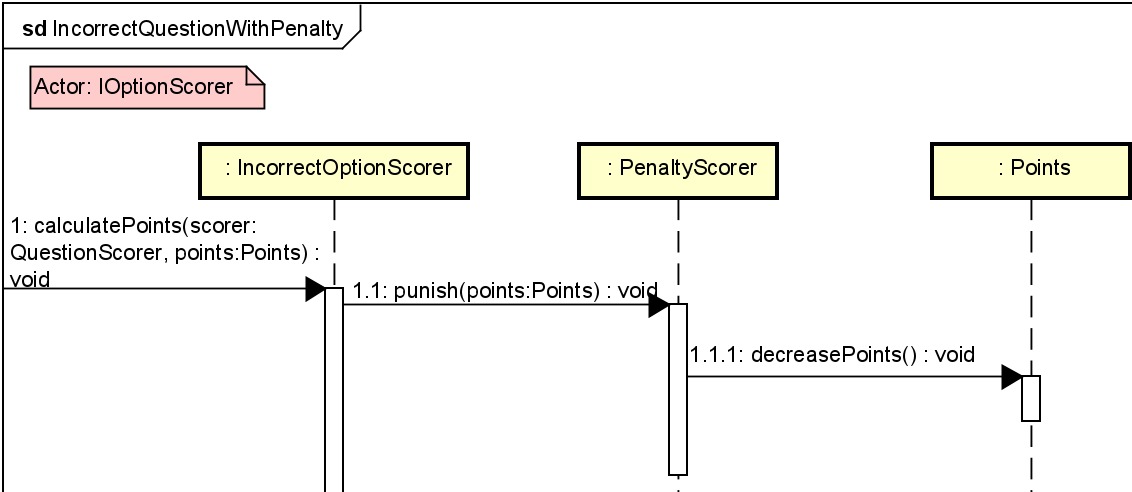 sd IncorrectQuestionWithPenalty
Actor: IOptionScorer
: IncorrectOptionScorer
: PenaltyScorer
: Points
1: calculatePoints(scorer:
QuestionScorer, points:Points) :
void
1.1: punish(points:Points) : void
1.1.1: decreasePoints() : void